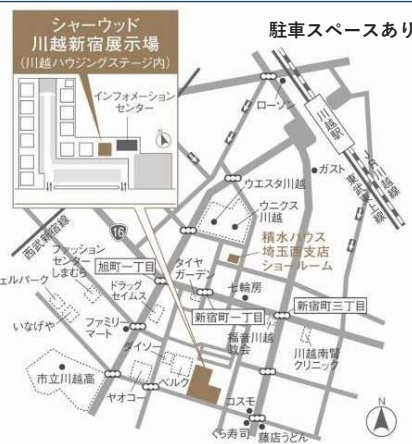 シャーウッド
川越新宿展示場
(川越ハウジングステージ内)
駐車スペースあり
インフォメーション
センター
ローソン
川越駅
JR川越線
東武東上線
ガスト
ウエスタ川越
ウニクス
川越
西武新宿線
16
積水ハウス
埼玉西支店
ショールーム
ファッション
センター
しまむら
旭町一丁目
タイヤ
ガーデン
ェルパーク
ドラッグ
セイムス
七輪房
新宿町三丁目
新宿町一丁目
いなげや
ファミリー
マート
ダイソー
福音川越
教会
川越南腎
クリニック
市立川越高
ヤオコー
ベルク
コスモ
くら寿司
藤店うどん
N